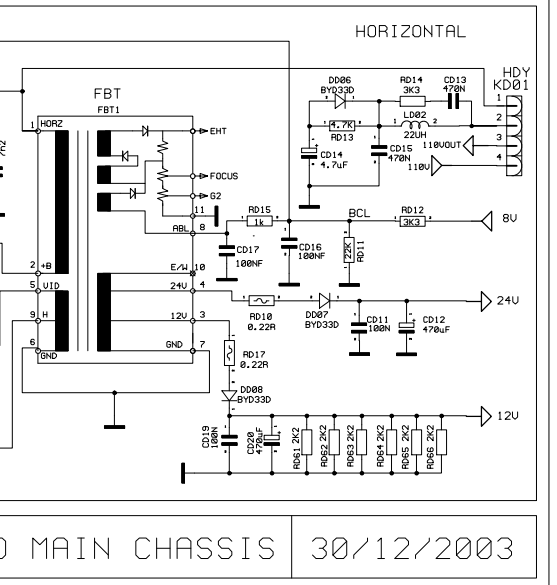 HORIZONTAL
HDY
KD01
FBT
FBT1
DD06
BYD33D
RD14
3K3
CD13
470N
1
2
3
4
LD02
1 2
22UH
4.7K
RD13
CD14
4.7uF
CD15
470N
110VOUT
110V
1 HORZ
EHT
FOCUS
G2
11
ABL 8
RD15
1k
BCL
RD12
3K3
8V
CD17
100NF
CD16
100NF
22K
RD11
2 +B
E/W 10
5 VID
24V 4
RD10
0.22R
DD07
BYD33D
24V
CD11
100N
CD12
470uF
9 H
12V 3
6
GND
GND 7
RD17
0.22R
DD08
BYD33D
12V
CD19
100N
CD20
470uF
RD61 2K2
RD62 2K2
RD63 2K2
RD64 2K2
RD65 2K2
RD66 2K2
MAIN CHASSIS
30/12/2003